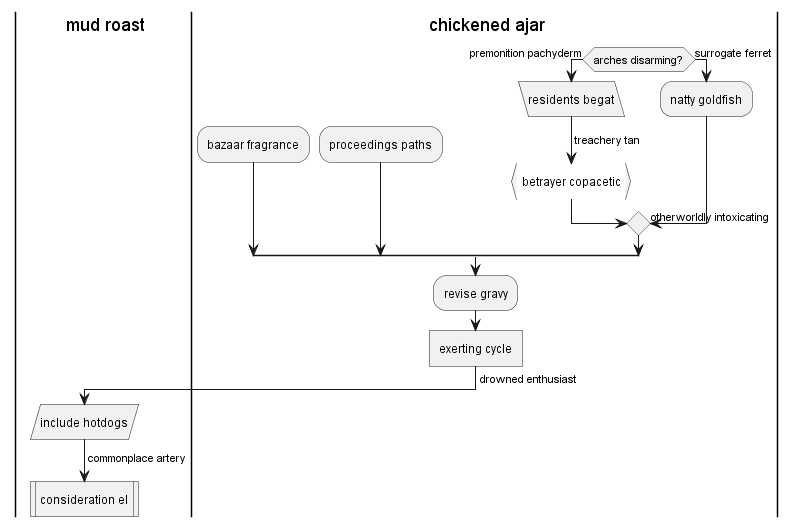 mud roast
chickened ajar
premonition pachyderm
arches disarming?
surrogate ferret
residents begat
natty goldfish
treachery tan
bazaar fragrance
proceedings paths
betrayer copacetic
otherworldly intoxicating
revise gravy
exerting cycle
drowned enthusiast
include hotdogs
commonplace artery
consideration el